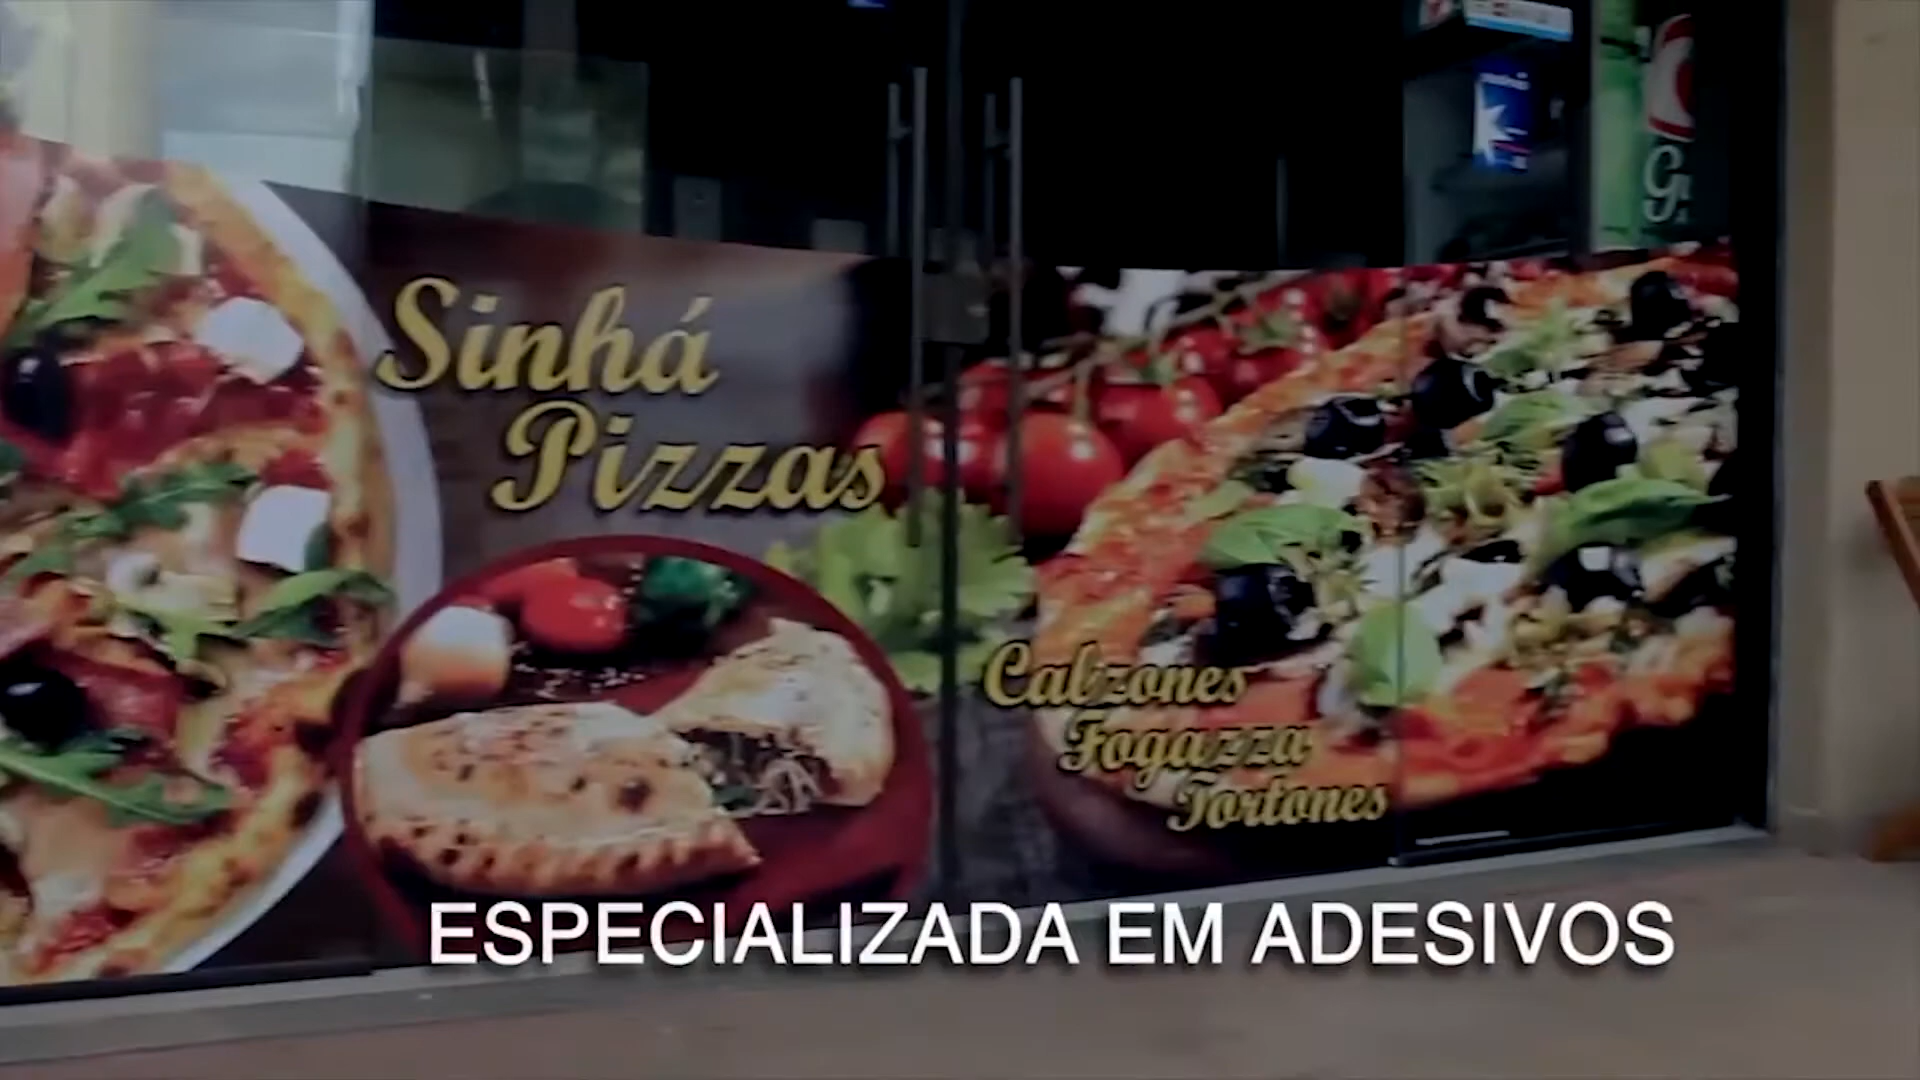 Sinhá
Pizzas
Calzones
Fogazza
Tortones
ESPECIALIZADA EM ADESIVOS